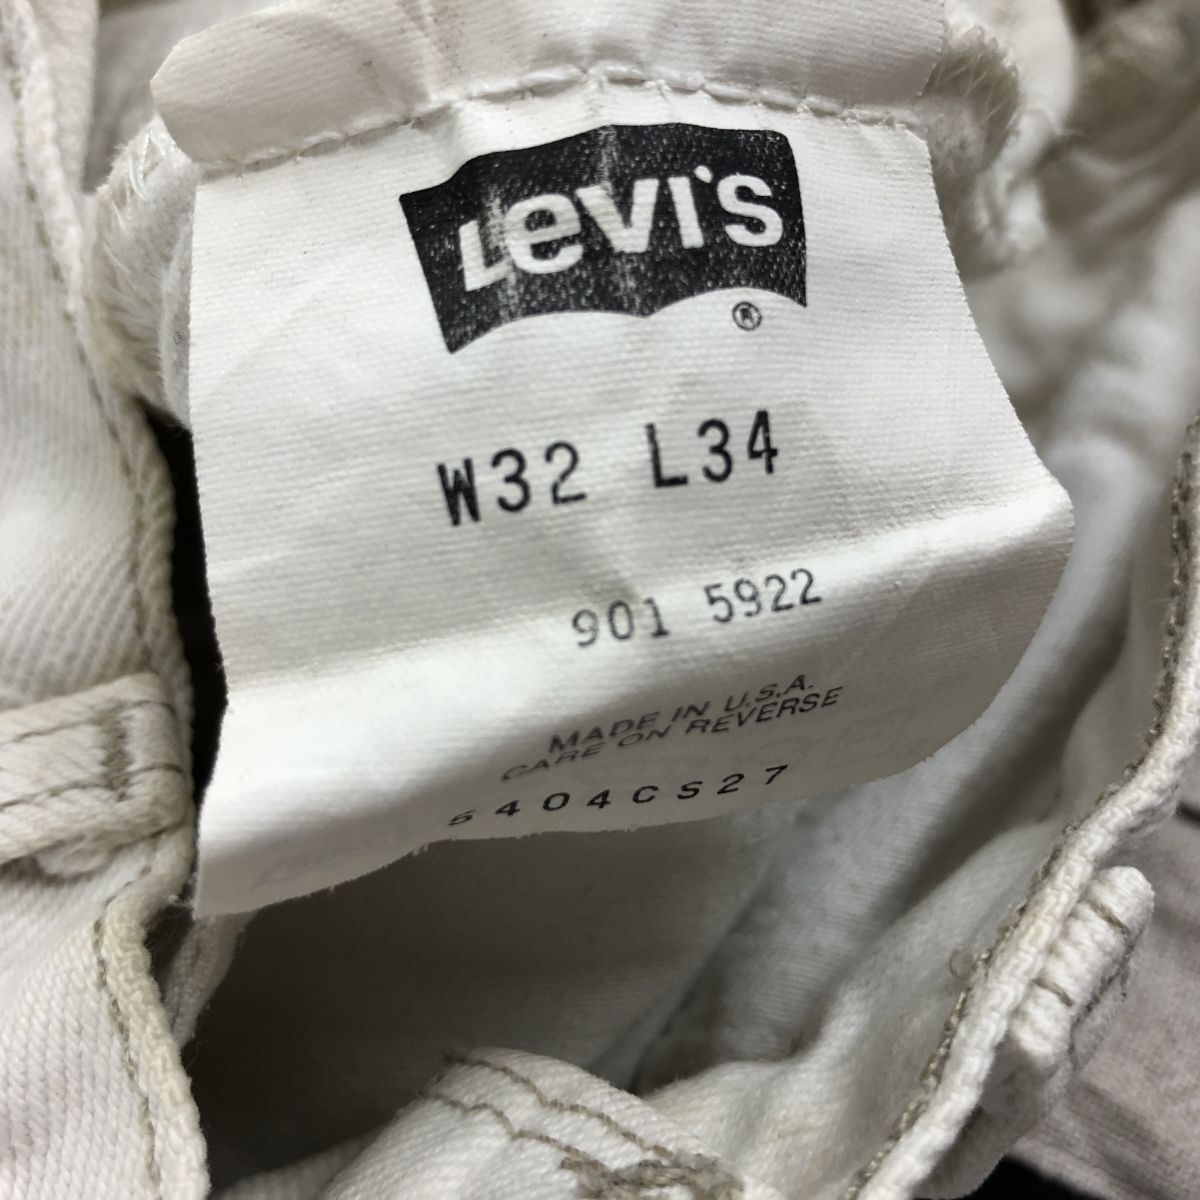 Levi's
®
W32 L34
901 5922
MADE IN U.S.A.
CARE ON REVERSE
5404CS27